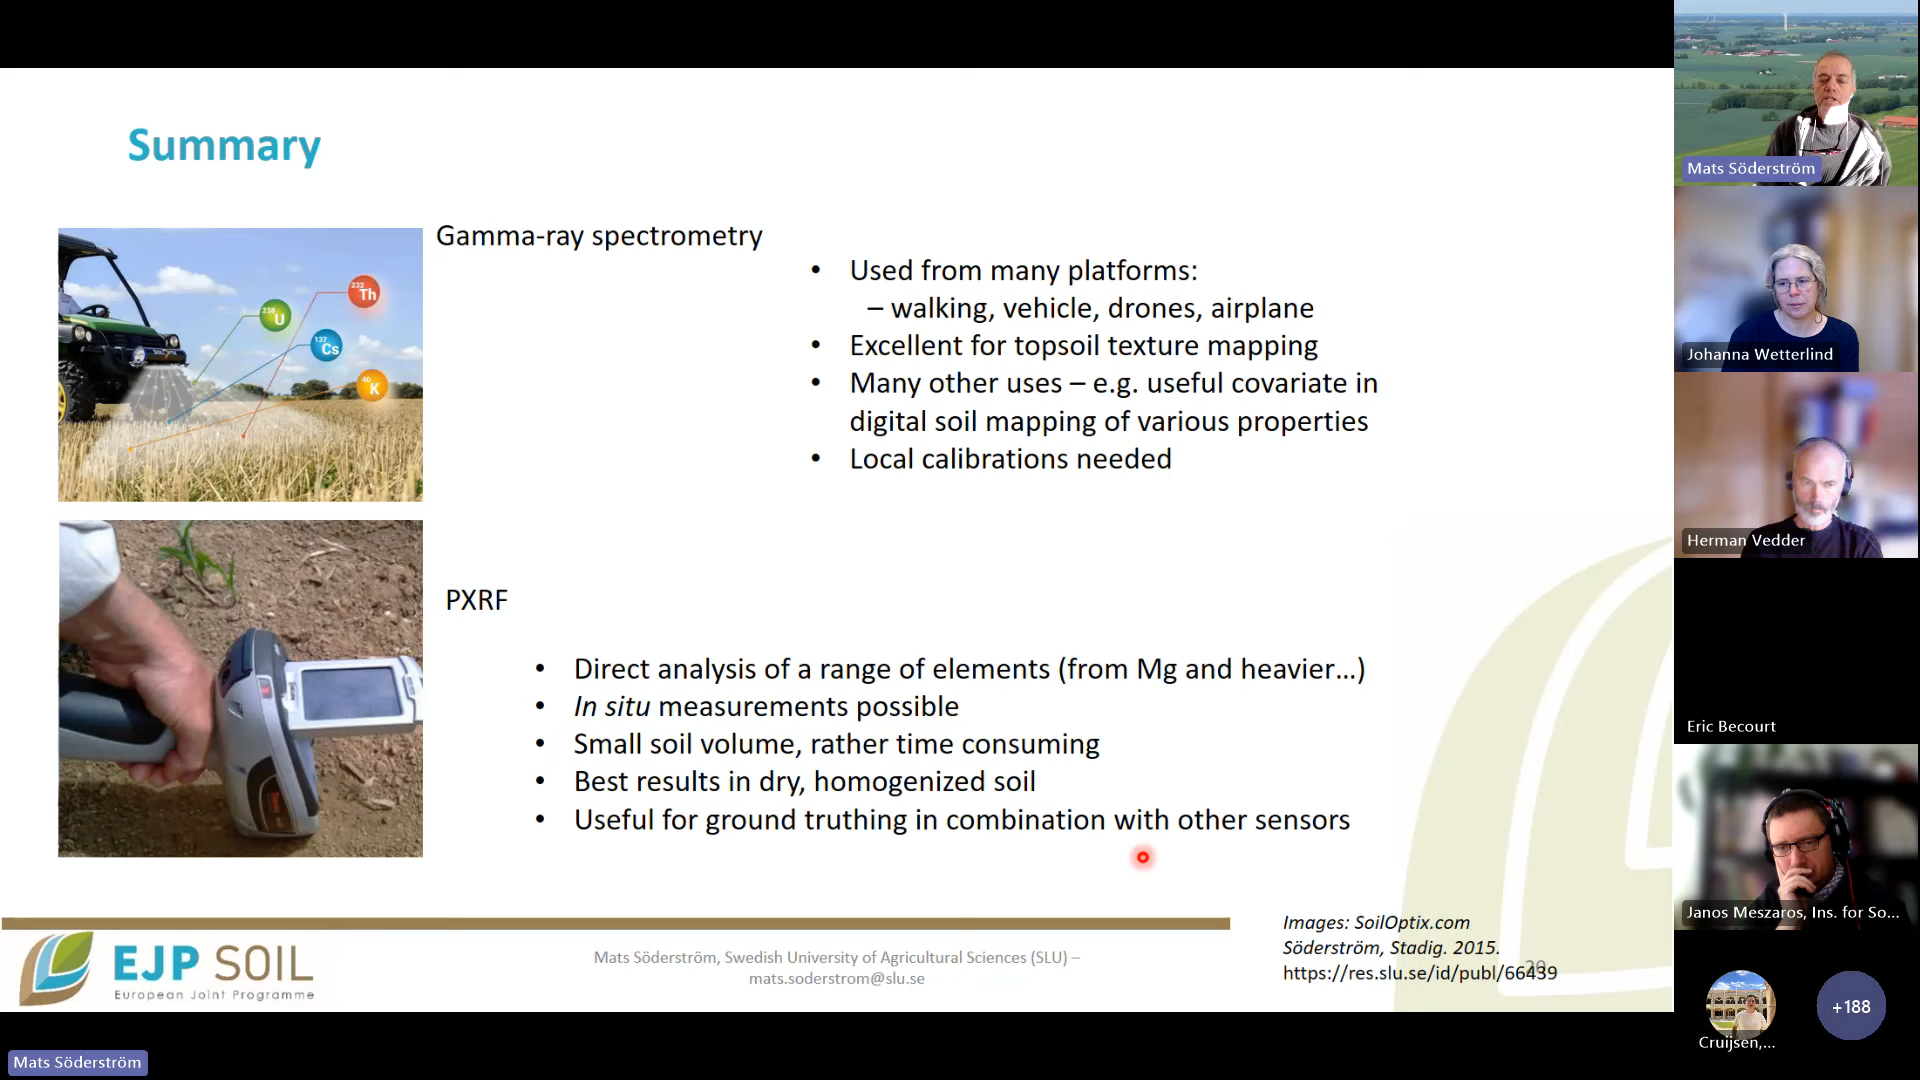 Summary
Gamma-ray spectrometry
• Used from many platforms:
– walking, vehicle, drones, airplane
• Excellent for topsoil texture mapping
• Many other uses – e.g. useful covariate in
digital soil mapping of various properties
• Local calibrations needed
232
Th
238
U
137
Cs
40
K
PXRF
• Direct analysis of a range of elements (from Mg and heavier…)
• In situ measurements possible
• Small soil volume, rather time consuming
• Best results in dry, homogenized soil
• Useful for ground truthing in combination with other sensors
EJP SOIL
European Joint Programme
Mats Söderström, Swedish University of Agricultural Sciences (SLU) –
mats.soderstrom@slu.se
Images: SoilOptix.com
Söderström, Stadig. 2015.
https://res.slu.se/id/publ/66439
Mats Söderström
Mats Söderström
Johanna Wetterlind
Herman Vedder
Eric Becourt
Janos Meszaros, Ins. for So...
Cruijsen,...
+188